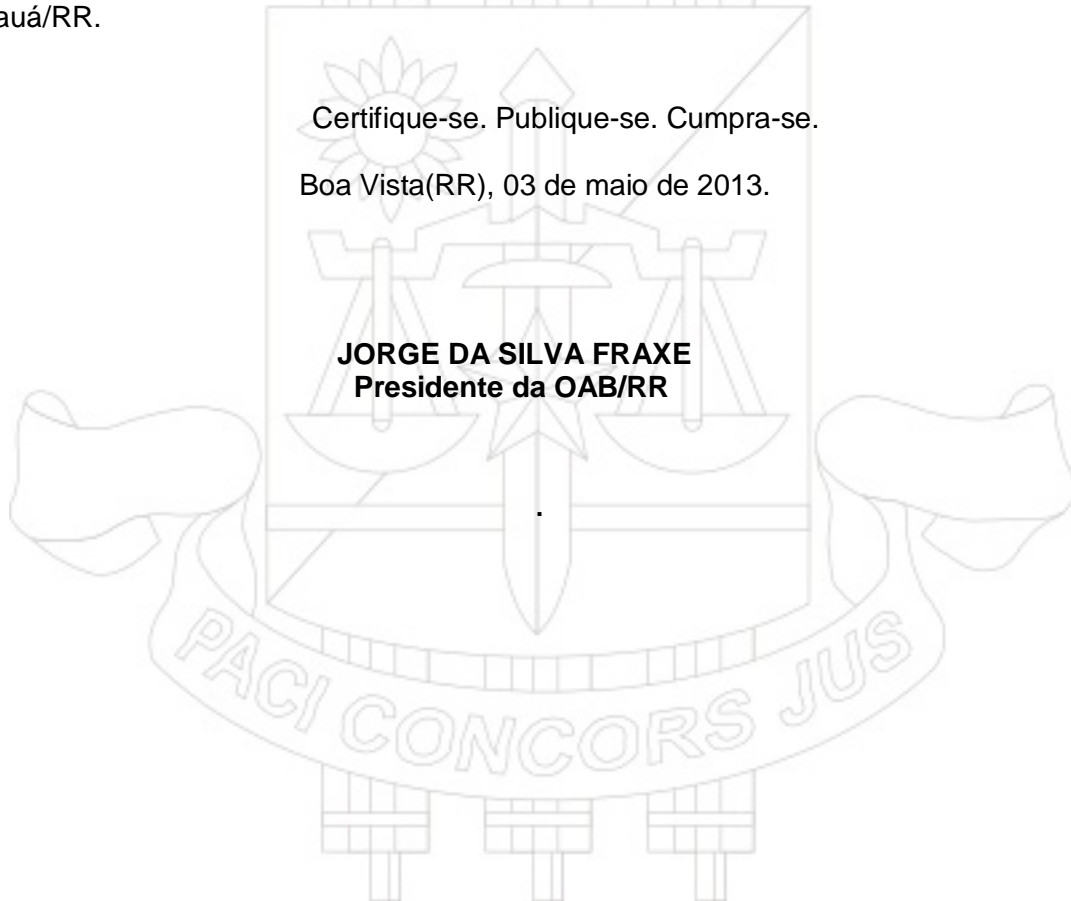 auá/RR.
Certifique-se. Publique-se. Cumpra-se.
Boa Vista(RR), 03 de maio de 2013.
JORGE DA SILVA FRAXE
Presidente da OAB/RR
.
PACI CONCORS JUS